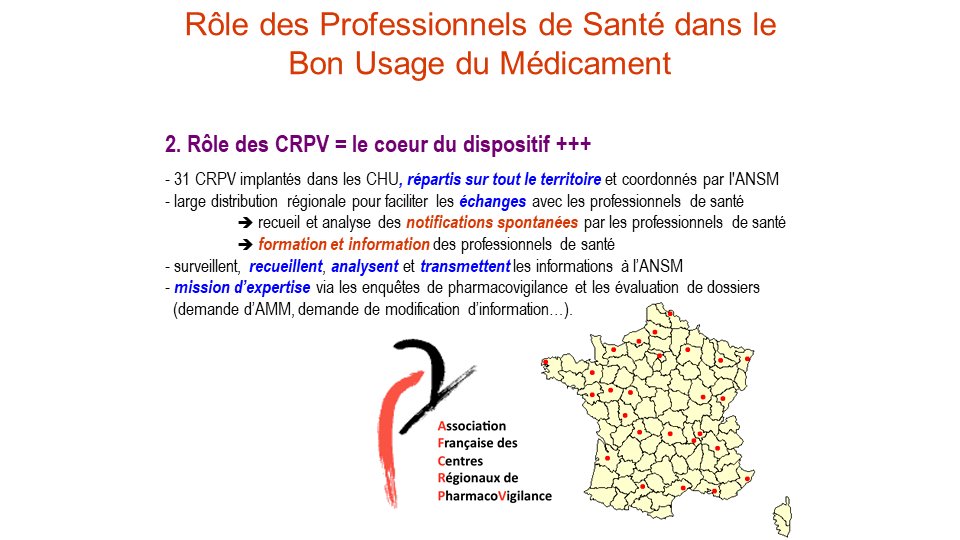 Rôle des Professionnels de Santé dans le
Bon Usage du Médicament
2. Rôle des CRPV = le coeur du dispositif +++
- 31 CRPV implantés dans les CHU, répartis sur tout le territoire et coordonnés par l'ANSM
- large distribution régionale pour faciliter les échanges avec les professionnels de santé
➔ recueil et analyse des notifications spontanées par les professionnels de santé
➔ formation et information des professionnels de santé
- surveillent, recueillent, analysent et transmettent les informations à l’ANSM
- mission d’expertise via les enquêtes de pharmacovigilance et les évaluation de dossiers
(demande d’AMM, demande de modification d’information…).
Association
Française des
Centres
Régionaux de
PharmacoVigilance